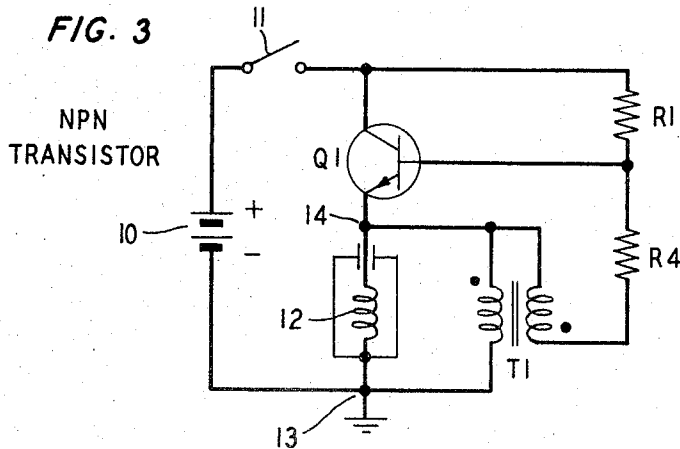 FIG. 3
11
NPN
TRANSISTOR
Q1
R1
14
10
+
-
R4
12
T1
13